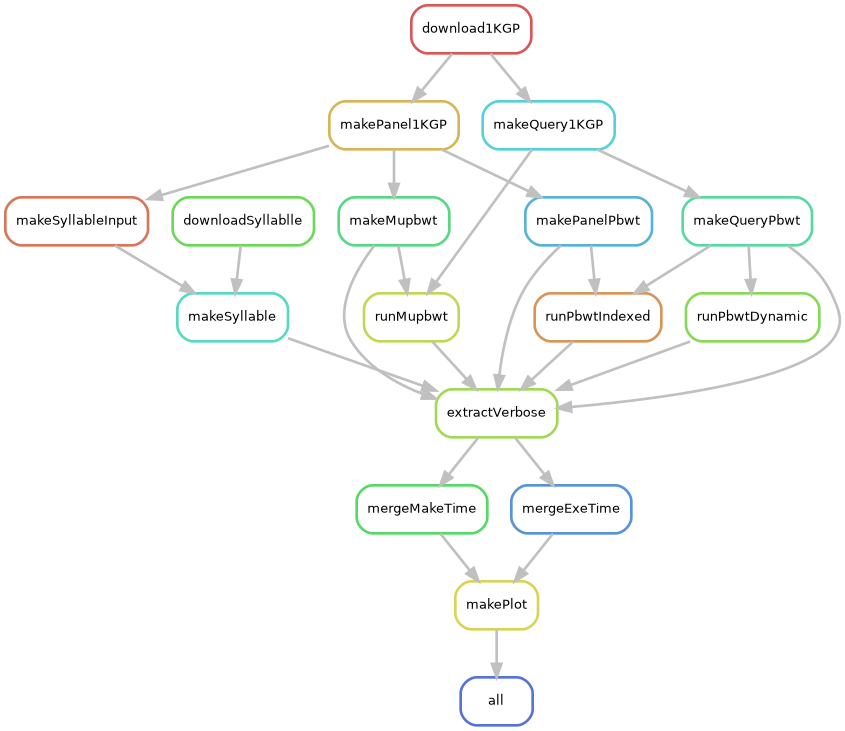 download1KGP
makePanel1KGP
makeQuery1KGP
makeSyllableInput
downloadSyllablle
makeMupbwt
makePanelPbwt
makeQueryPbwt
makeSyllable
runMupbwt
runPbwtIndexed
runPbwtDynamic
extractVerbose
mergeMakeTime
mergeExeTime
makePlot
all